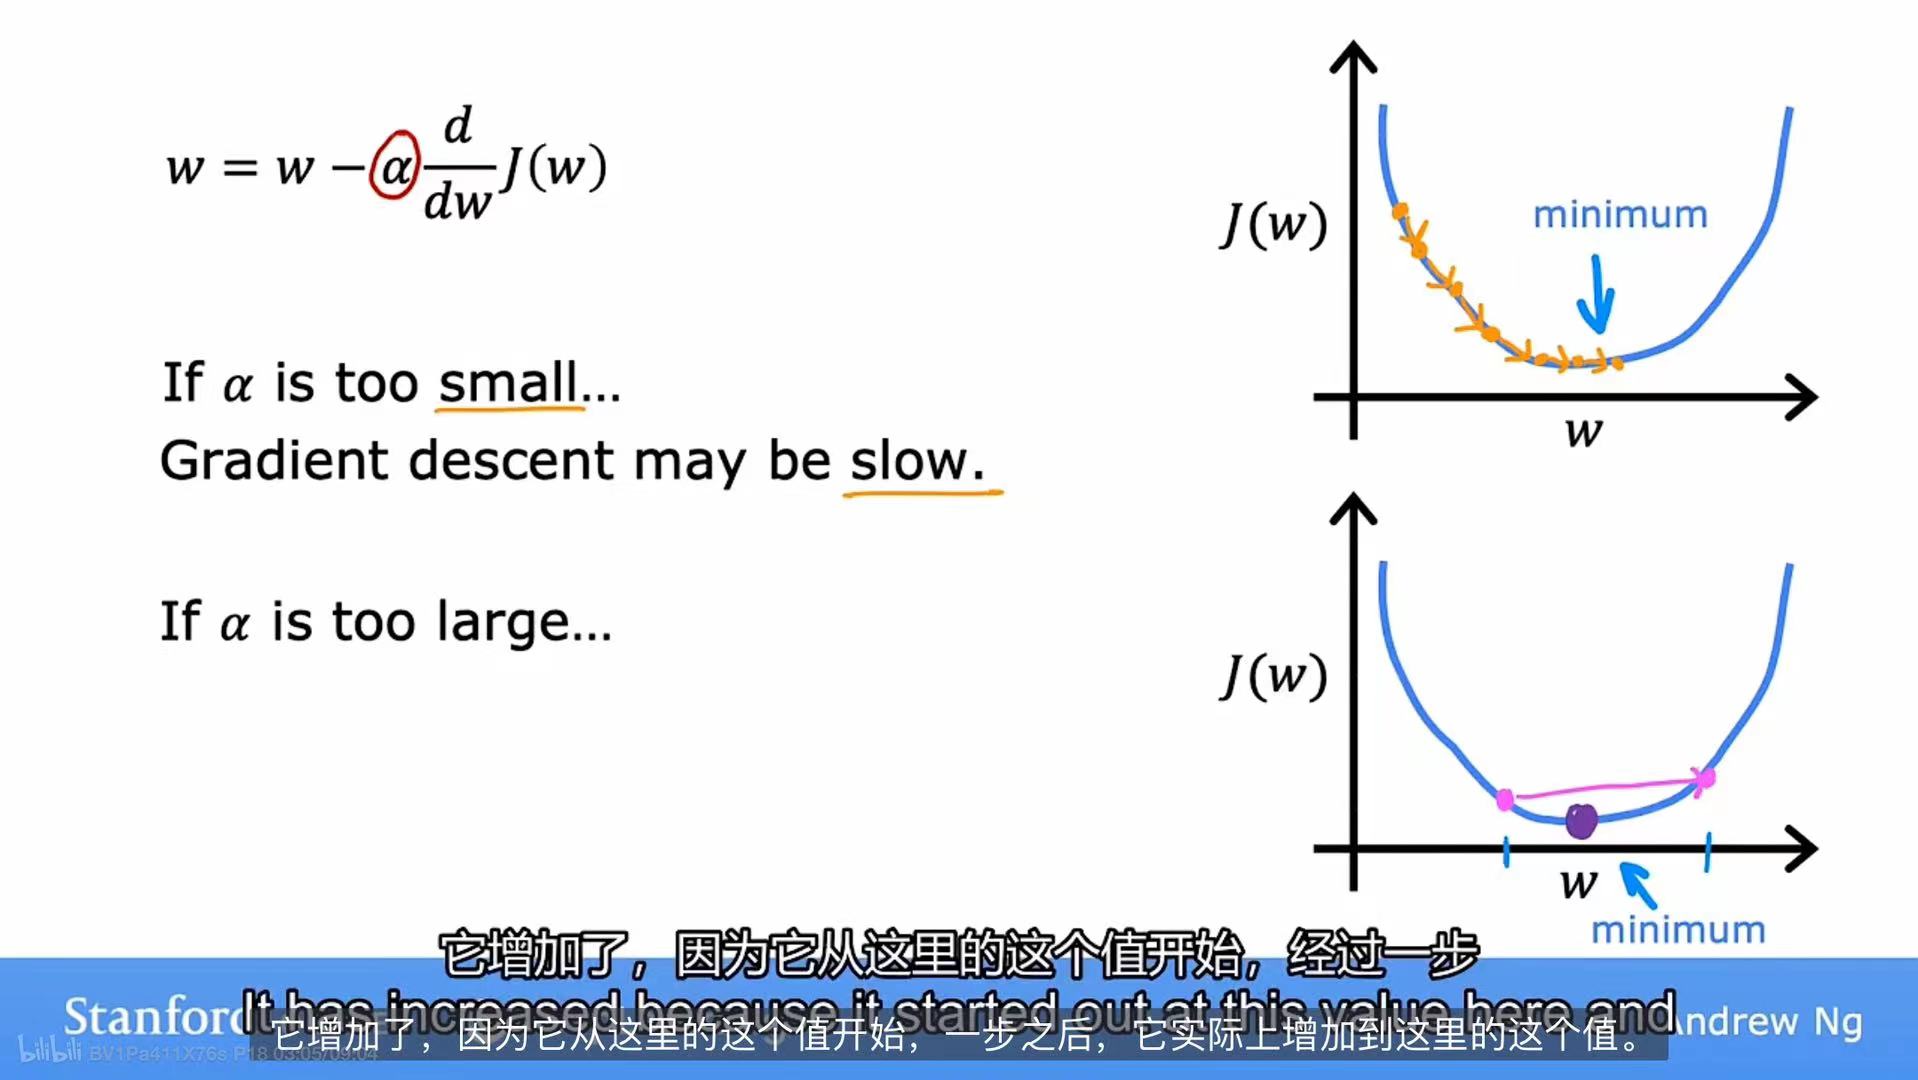 w = w − α d/dw J(w)
If α is too small...
Gradient descent may be slow.
If α is too large...
J(w)
minimum
w
J(w)
w
minimum
它增加了，因为它从这里的这个值开始，经过一步
It has increased because it started out at this value here and
它增加了，因为它从这里的这个值开始，一步之后，它实际上增加到这里的这个值。
Stanford
Andrew Ng
bilibili BV1Pa411X76s P18 03:05/09:04